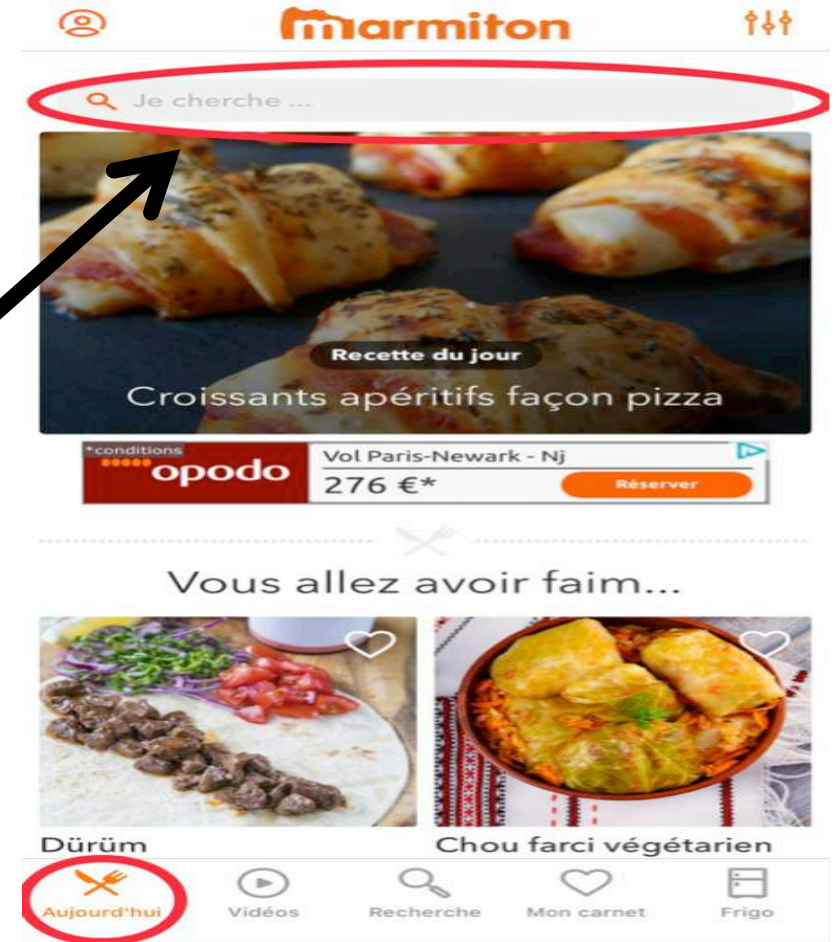 marmiton
Je cherche ...
Recette du jour
Croissants apéritifs façon pizza
*conditions
opodo
Vol Paris-Newark - Nj
276 €*
Réserver
Vous allez avoir faim...
Dürüm
Chou farci végétarien
Aujourd'hui
Vidéos
Recherche
Mon carnet
Frigo